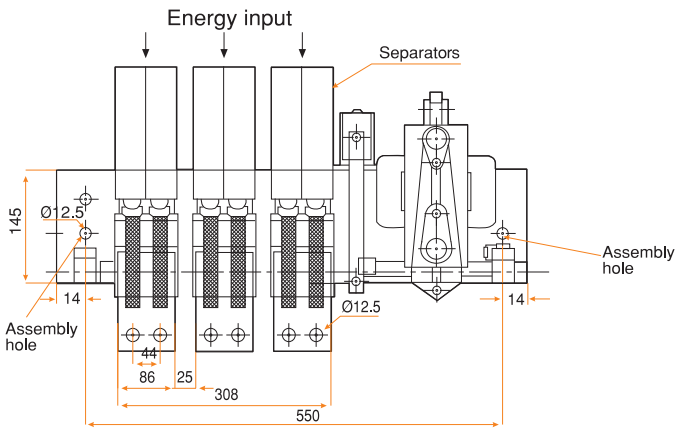 Energy input
Separators
145
Ø12.5
Assembly
hole
14
14
Assembly
hole
Ø12.5
44
86
25
308
550